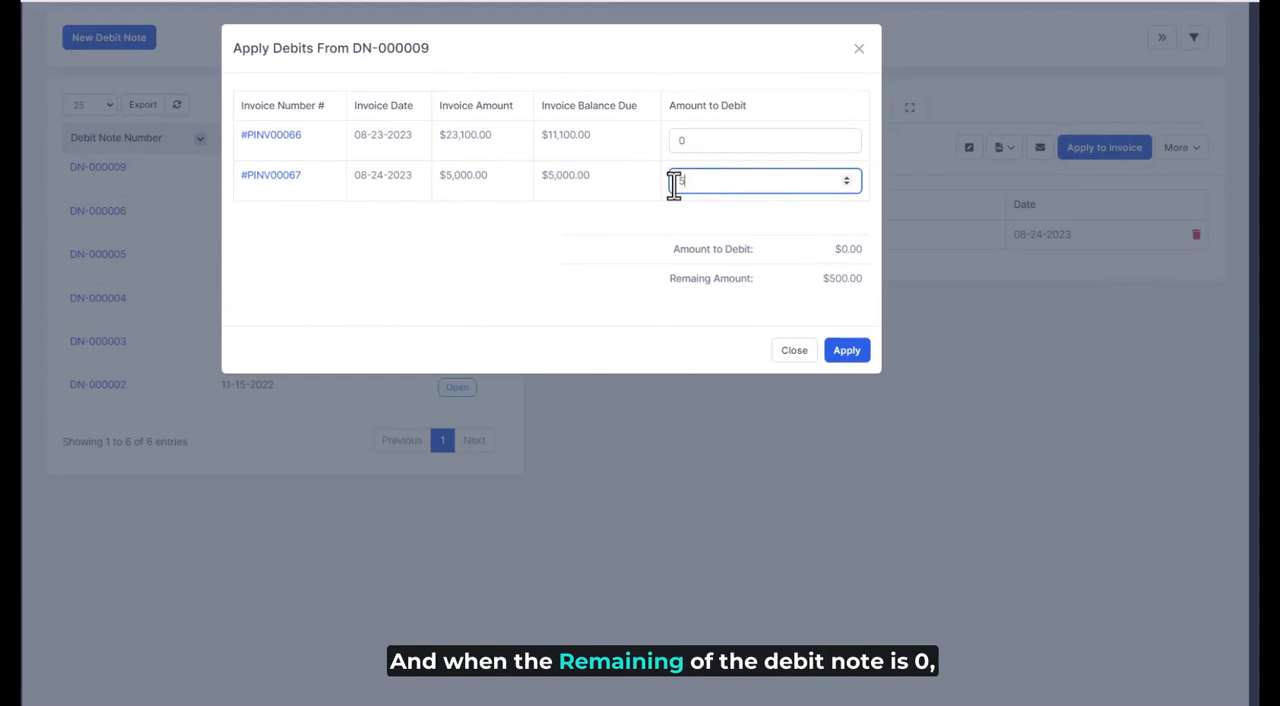 New Debit Note
Apply Debits From DN-000009
25
Export
Debit Note Number
DN-000009
DN-000006
DN-000005
DN-000004
DN-000003
DN-000002
11-15-2022
Open
Showing 1 to 6 of 6 entries
Previous
1
Next
Invoice Number #
Invoice Date
Invoice Amount
Invoice Balance Due
Amount to Debit
#PINV00066
08-23-2023
$23,100.00
$11,100.00
0
#PINV00067
08-24-2023
$5,000.00
$5,000.00
5
Amount to Debit:
$0.00
Remaing Amount:
$500.00
Close
Apply
Apply to invoice
More
Date
08-24-2023
And when the Remaining of the debit note is 0,